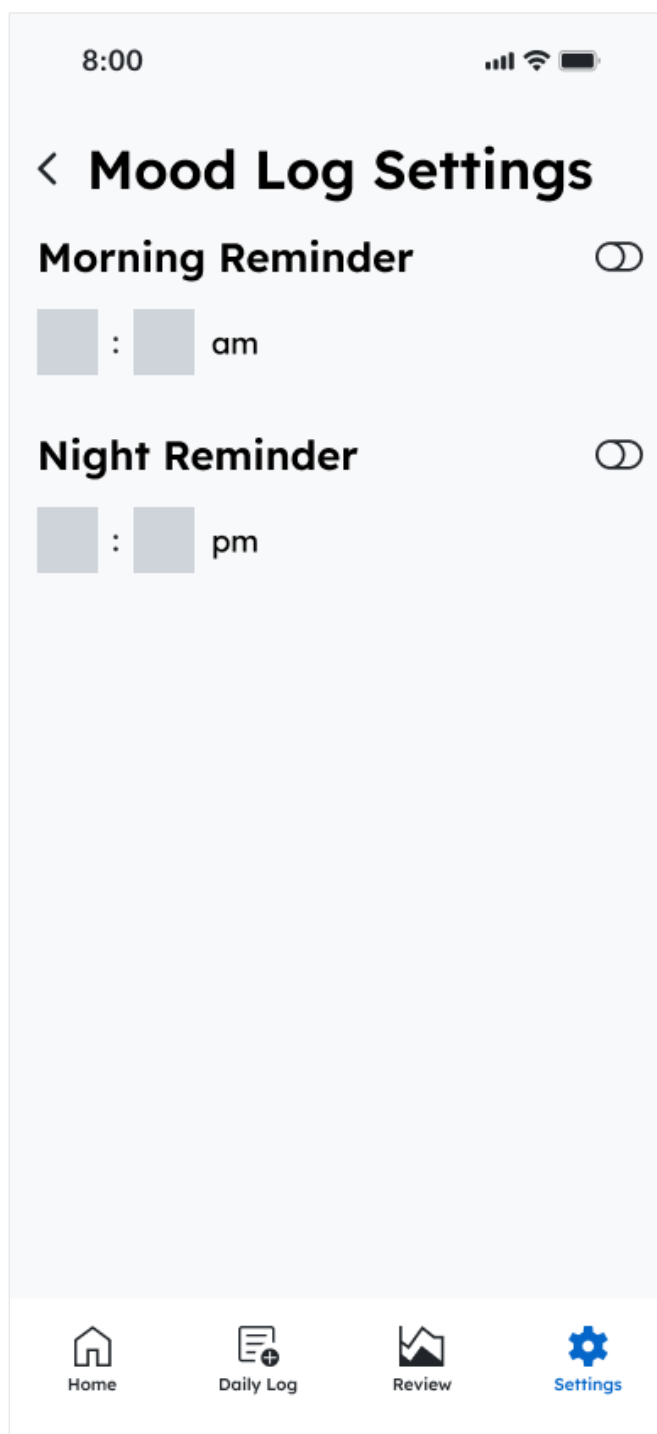 8:00
Mood Log Settings
Morning Reminder
: am
Night Reminder
: pm
Home Daily Log Review Settings